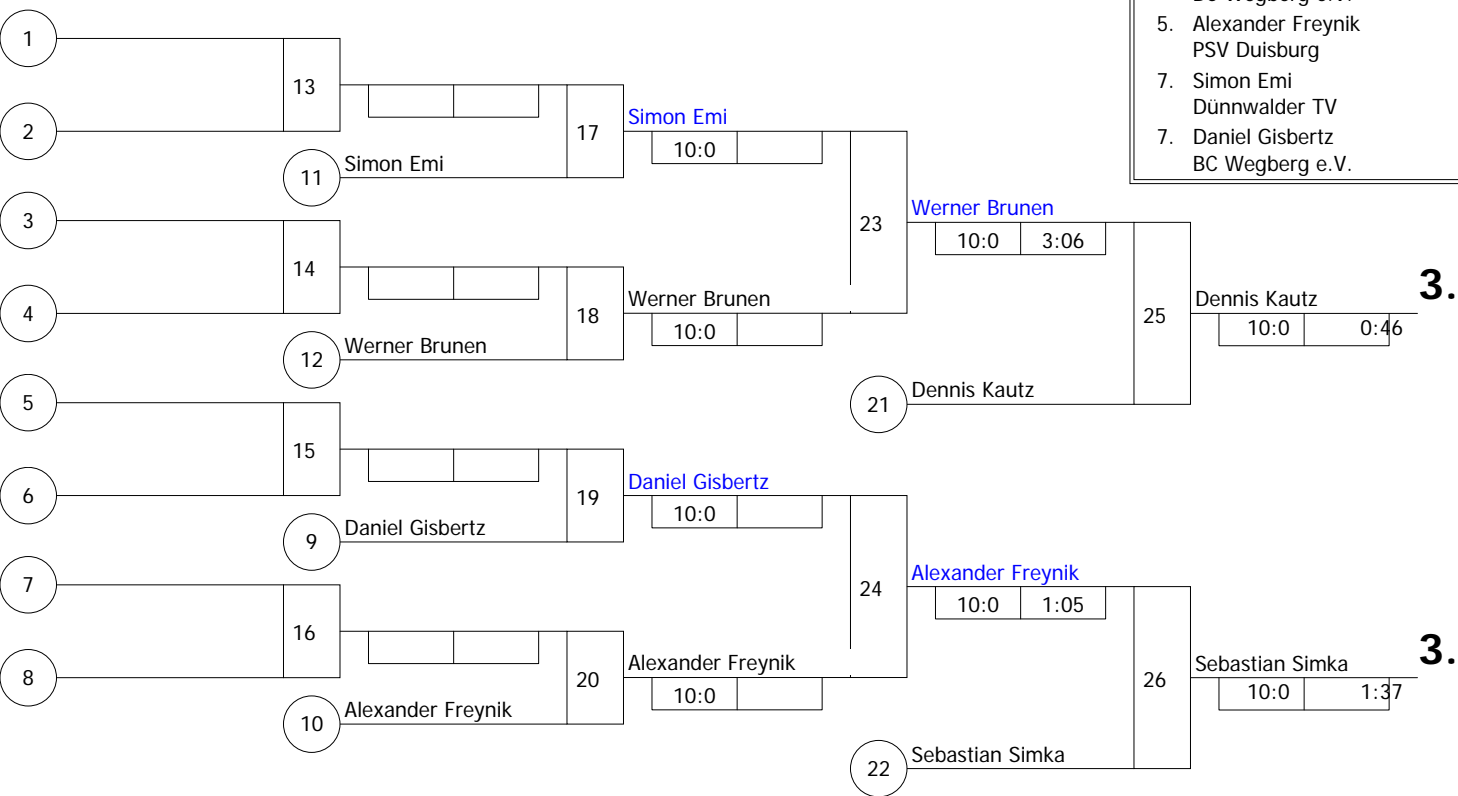 BC Wegberg e.V.
5. Alexander Freynik
PSV Duisburg
7. Simon Emi
Dünnwalder TV
7. Daniel Gisbertz
BC Wegberg e.V.
1
13
2
17
Simon Emi
10:0
11
Simon Emi
3
23
Werner Brunen
10:0 3:06
14
4
18
Werner Brunen
10:0
12
Werner Brunen
25
Dennis Kautz
3.
10:0 0:46
5
21
Dennis Kautz
15
6
19
Daniel Gisbertz
10:0
9
Daniel Gisbertz
7
24
Alexander Freynik
10:0 1:05
16
8
20
Alexander Freynik
10:0
10
Alexander Freynik
26
Sebastian Simka
3.
10:0 1:37
22
Sebastian Simka